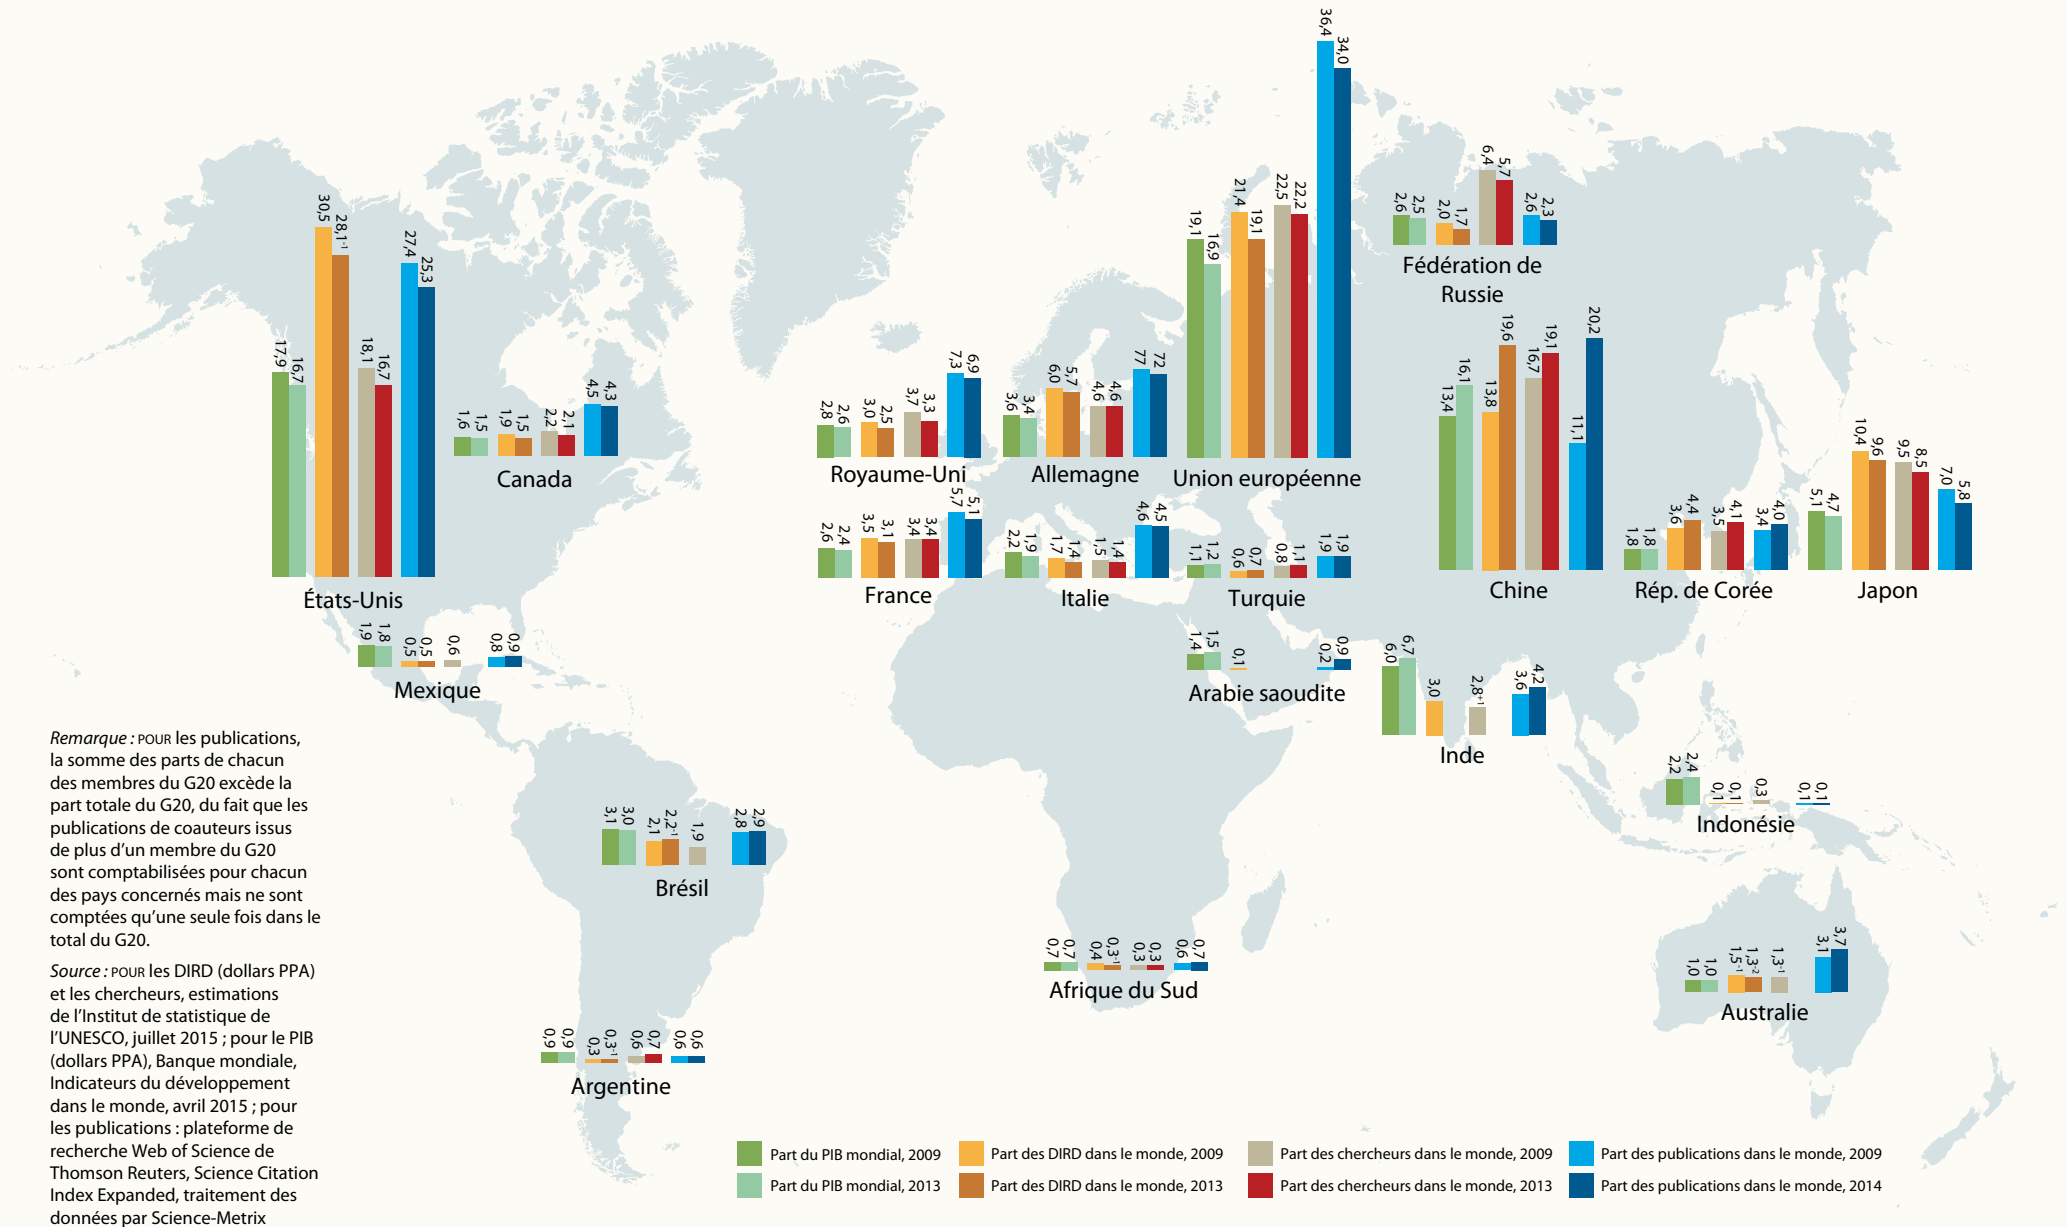 36,4
34,0
19,1
16,9
21,4
19,1
22,5
22,2
Union européenne
2,6
2,5
2,0
1,7
6,4
5,7
2,6
2,3
Fédération de
Russie
17,9
16,7
30,5
28,1-1
18,1
16,7
27,4
25,3
États-Unis
1,6
1,5
1,9
1,5
2,2
2,1
4,5
4,3
Canada
2,8
2,6
3,0
2,5
3,7
3,3
7,3
6,9
Royaume-Uni
3,6
3,4
6,0
5,7
4,6
4,6
77
72
Allemagne
13,4
16,1
13,8
19,6
16,7
19,1
11,1
20,2
Chine
1,8
1,8
3,6
4,4
3,5
4,1
3,4
4,0
Rép. de Corée
5,1
4,7
10,4
9,6
9,5
8,5
7,0
5,8
Japon
2,6
2,4
3,5
3,1
3,4
3,4
5,7
5,1
France
2,2
1,9
1,7
1,4
1,5
1,4
4,6
4,5
Italie
1,1
1,2
0,6
0,7
0,8
1,1
1,9
1,9
Turquie
1,9
1,8
0,5
0,5
0,6
0,8
0,9
Mexique
1,4
1,5
0,1
0,2
0,9
Arabie saoudite
6,0
6,7
3,0
2,8+1
3,6
4,2
Inde
2,2
2,4
0,1
0,1
0,3
0,1
0,1
Indonésie
3,1
3,0
2,1
2,2-1
1,9
2,8
2,9
Brésil
0,7
0,7
0,4
0,3-1
0,3
0,3
0,6
0,7
Afrique du Sud
1,0
1,0
1,5-1
1,3-2
1,3-1
3,1
3,7
Australie
0,9
0,9
0,3
0,3-1
0,6
0,7
0,6
0,6
Argentine
Remarque : POUR les publications,
la somme des parts de chacun
des membres du G20 excède la
part totale du G20, du fait que les
publications de coauteurs issus
de plus d'un membre du G20
sont comptabilisées pour chacun
des pays concernés mais ne sont
comptées qu'une seule fois dans le
total du G20.
Source : POUR les DIRD (dollars PPA)
et les chercheurs, estimations
de l'Institut de statistique de
l'UNESCO, juillet 2015 ; pour le PIB
(dollars PPA), Banque mondiale,
Indicateurs du développement
dans le monde, avril 2015 ; pour
les publications : plateforme de
recherche Web of Science de
Thomson Reuters, Science Citation
Index Expanded, traitement des
données par Science-Metrix
Part du PIB mondial, 2009
Part des DIRD dans le monde, 2009
Part des chercheurs dans le monde, 2009
Part des publications dans le monde, 2009
Part du PIB mondial, 2013
Part des DIRD dans le monde, 2013
Part des chercheurs dans le monde, 2013
Part des publications dans le monde, 2014